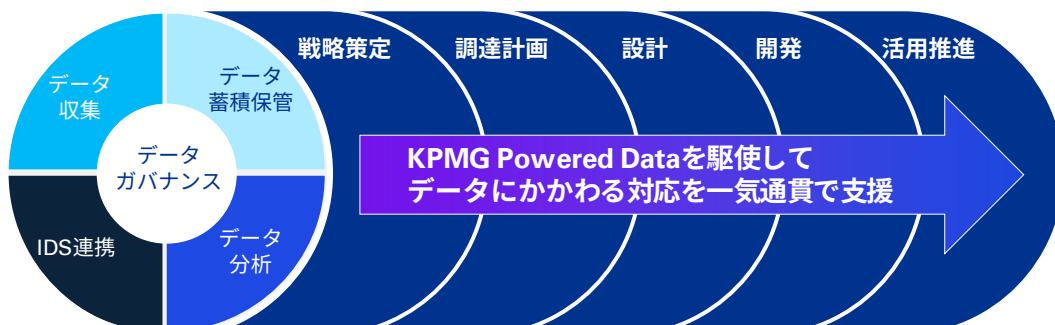 データ
収集
データ
蓄積保管
データ
ガバナンス
IDS連携
データ
分析
戦略策定
調達計画
設計
開発
活用推進
KPMG Powered Dataを駆使して
データにかかわる対応を一気通貫で支援